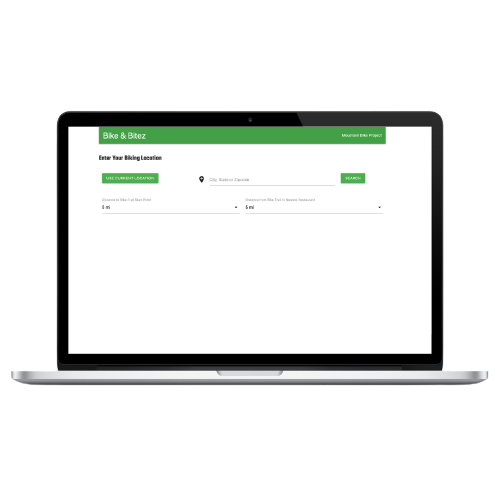 Bike & Bitez
Mountain Bike Project
Enter Your Biking Location
USE CURRENT LOCATION
City, State or Zipcode
SEARCH
Distance to Bike Trail Start Point
5 mi
Distance from Bike Trail to Nearest Restaurant
5 mi